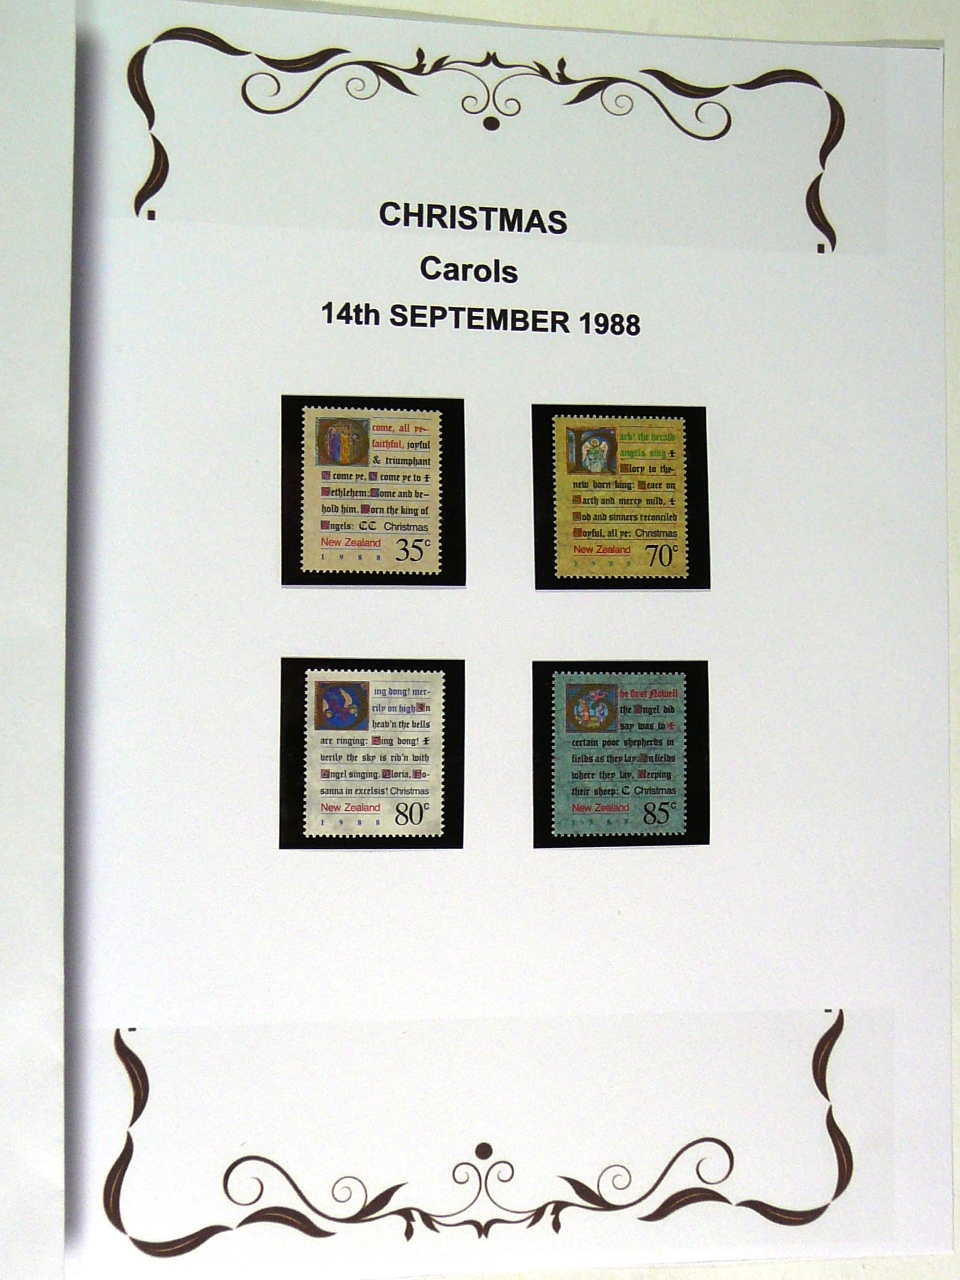 CHRISTMAS
Carols
14th SEPTEMBER 1988
come, all ye
faithful, joyful
& triumphant
come ye, O come ye to
Bethlehem: Come and be-
hold him, Born the king of
Angels: CC Christmas
New Zealand
1988
35c
ark! the herald
angels sing
Glory to the
new born king: Peace on
Earth and mercy mild,
God and sinners reconciled
Joyful, all ye: Christmas
New Zealand
1988
70c
ing dong! mer-
rily on high In
heav'n the bells
are ringing: Ding dong!
verily the sky is riv'n with
Angel singing. Gloria, Ho-
sanna in excelsis! Christmas
New Zealand
1988
80c
he first Nowell
the Angel did
say was to
certain poor shepherds in
fields as they lay: In fields
where they lay, Keeping
their sheep: C Christmas
New Zealand
1988
85c